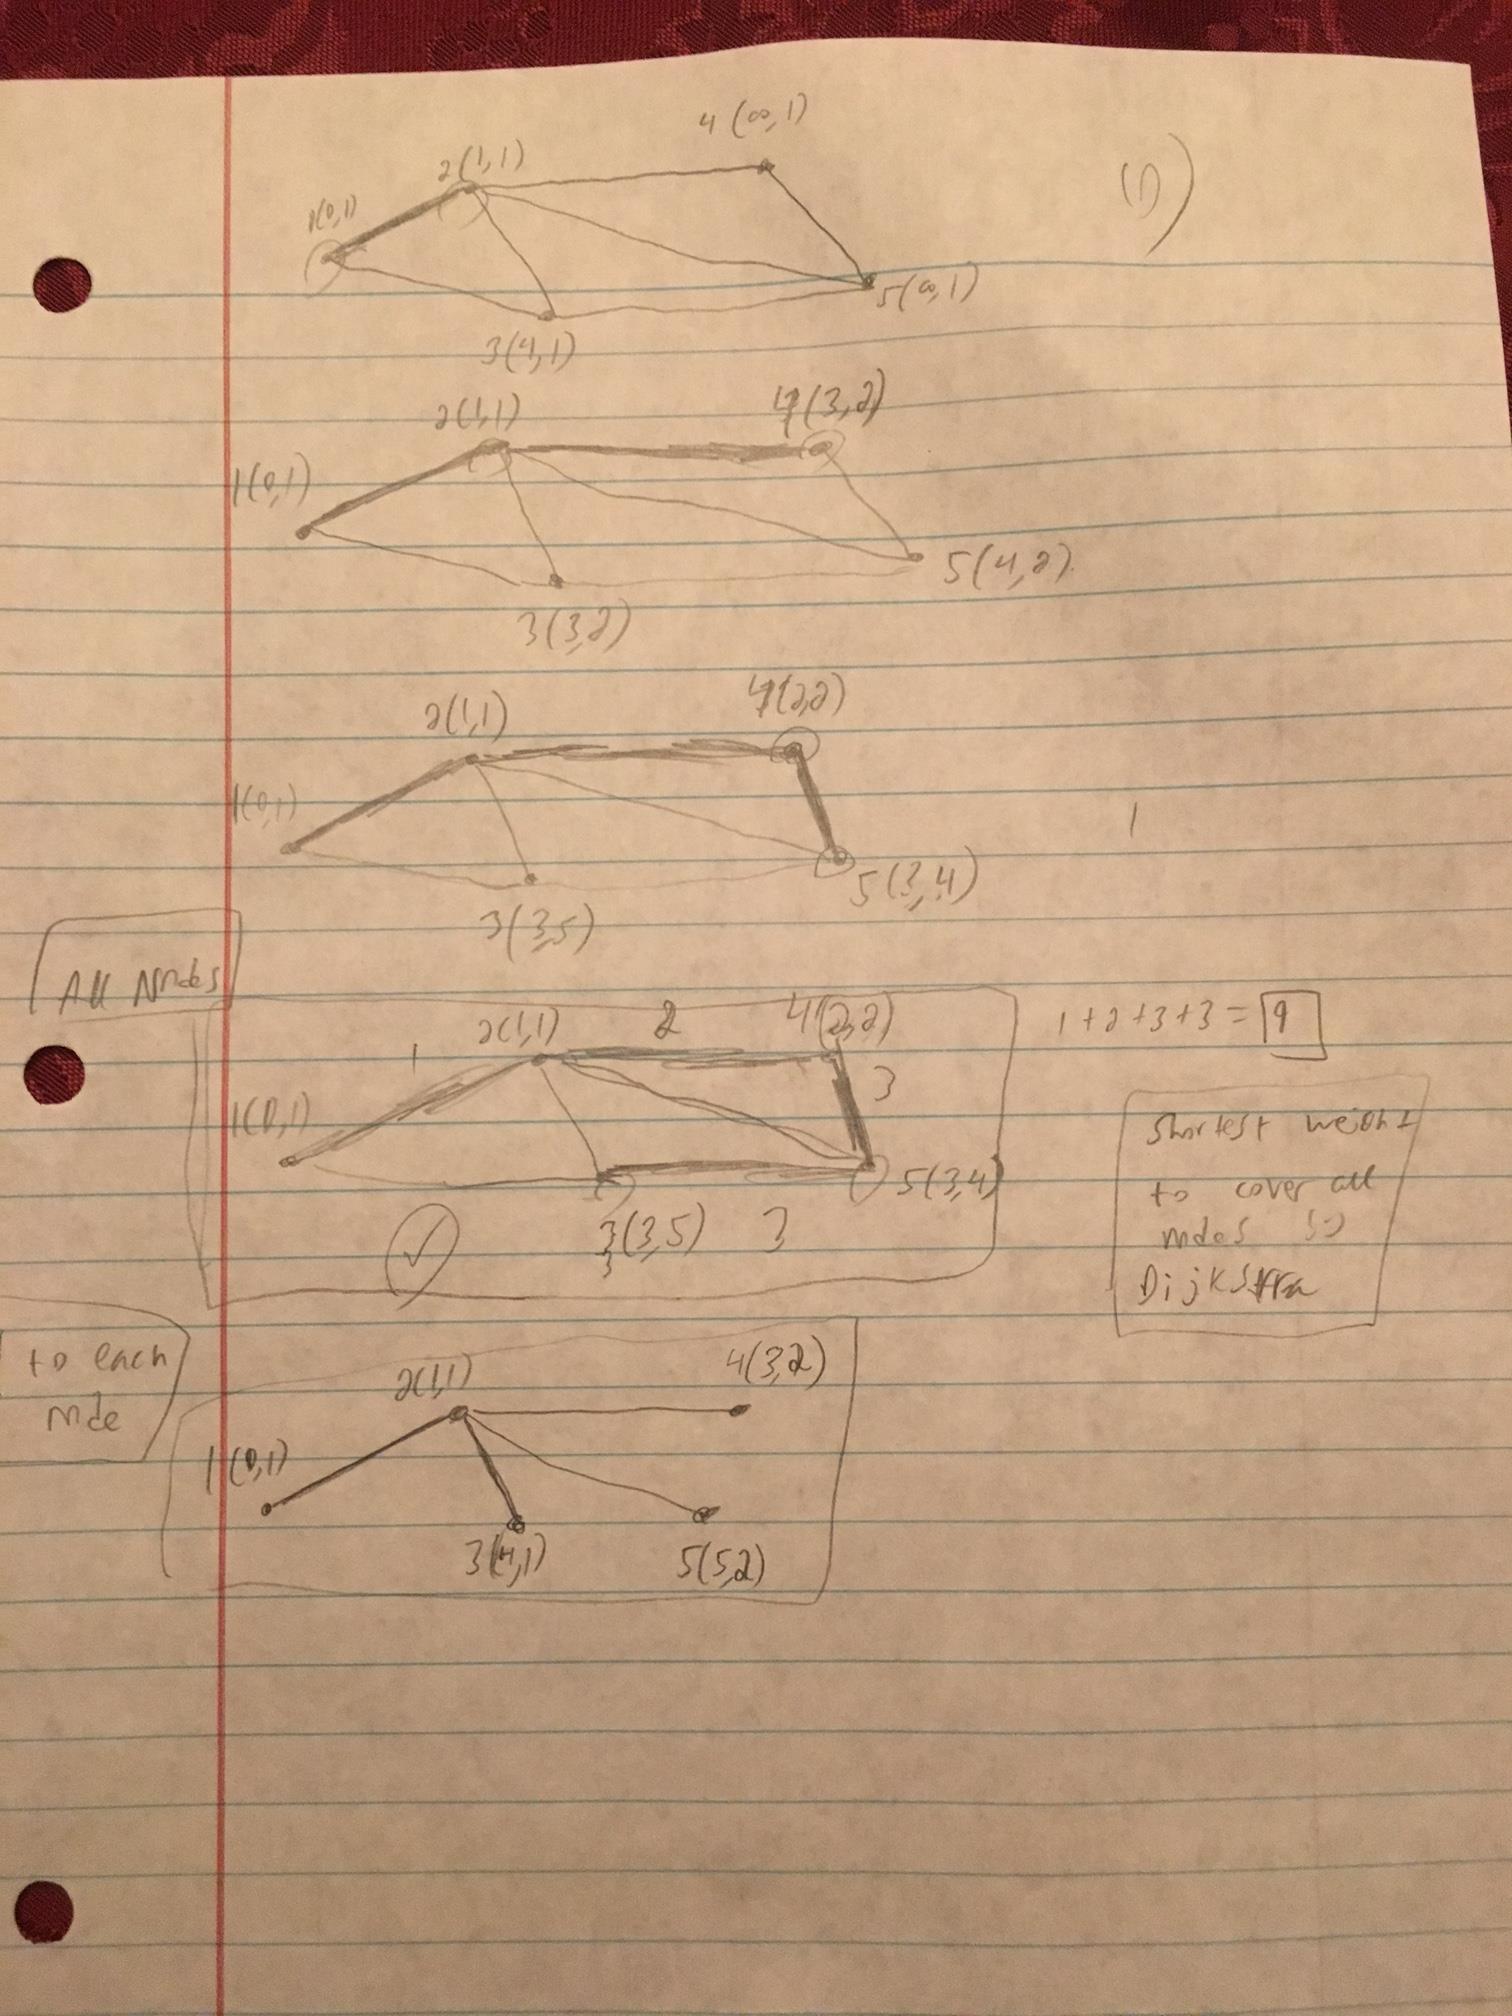 4 (∞, 1)
2(1,1)
1(0,1)
(1)
5(∞, 1)
3(4,1)
2(1,1)
4(3,2)
1(0,1)
5(4,2)
3(3,2)
2(1,1)
4(2,2)
1(0,1)
1
5(3,4)
3(3,5)
All Nodes
2(1,1) 2 4(2,2)
1+2+3+3 = 9
1
3
1(0,1)
5(3,4)
3(3,5) 3
3
✓
Shortest weight
to cover all
nodes
Dijkstra
to each
node
2(1,1)
4(3,2)
1(0,1)
3(4,1)
5(5,2)